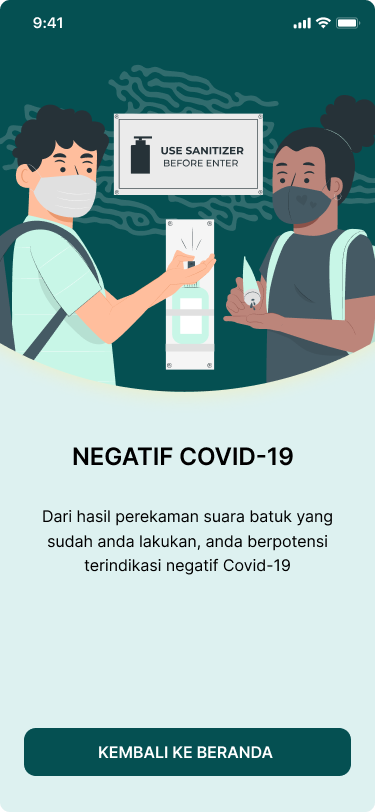 9:41
USE SANITIZER
BEFORE ENTER
NEGATIF COVID-19
Dari hasil perekaman suara batuk yang
sudah anda lakukan, anda berpotensi
terindikasi negatif Covid-19
KEMBALI KE BERANDA